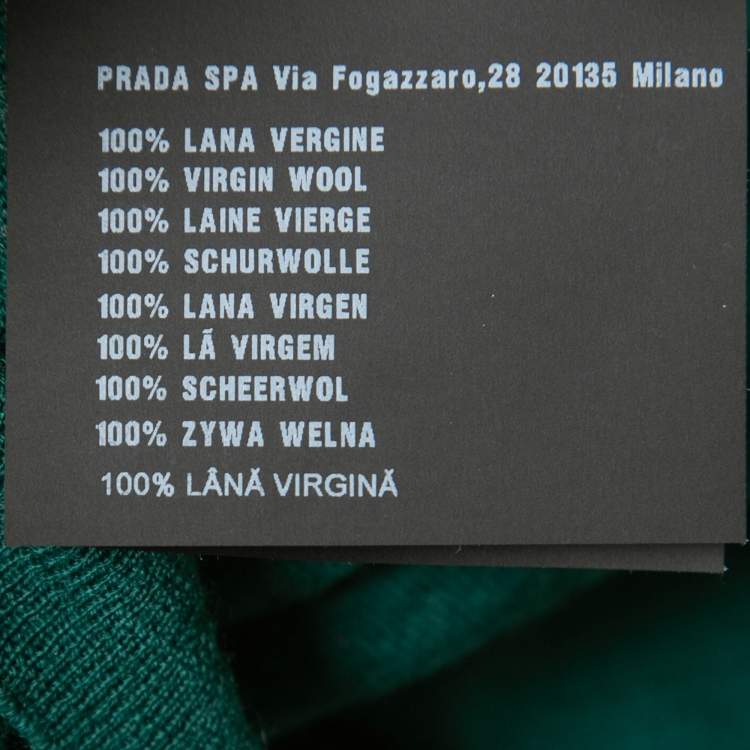 PRADA SPA Via Fogazzaro,28 20135 Milano
100% LANA VERGINE
100% VIRGIN WOOL
100% LAINE VIERGE
100% SCHURWOLLE
100% LANA VIRGEN
100% LÃ VIRGEM
100% SCHEERWOL
100% ZYWA WELNA
100% LÂNĂ VIRGINĂ